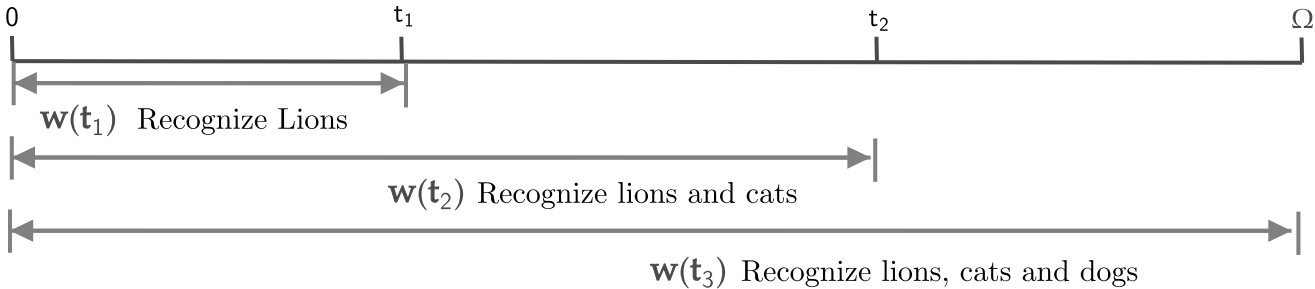 0 t₁ t₂ Ω
w(t₁) Recognize Lions
w(t₂) Recognize lions and cats
w(t₃) Recognize lions, cats and dogs